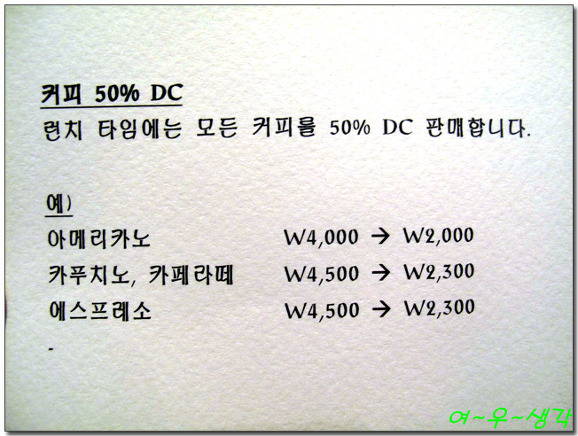 커피 50% DC
런치 타임에는 모든 커피를 50% DC 판매합니다.
예)
아메리카노 W4,000 → W2,000
카푸치노, 카페라떼 W4,500 → W2,300
에스프레소 W4,500 → W2,300
-
여~우~생각